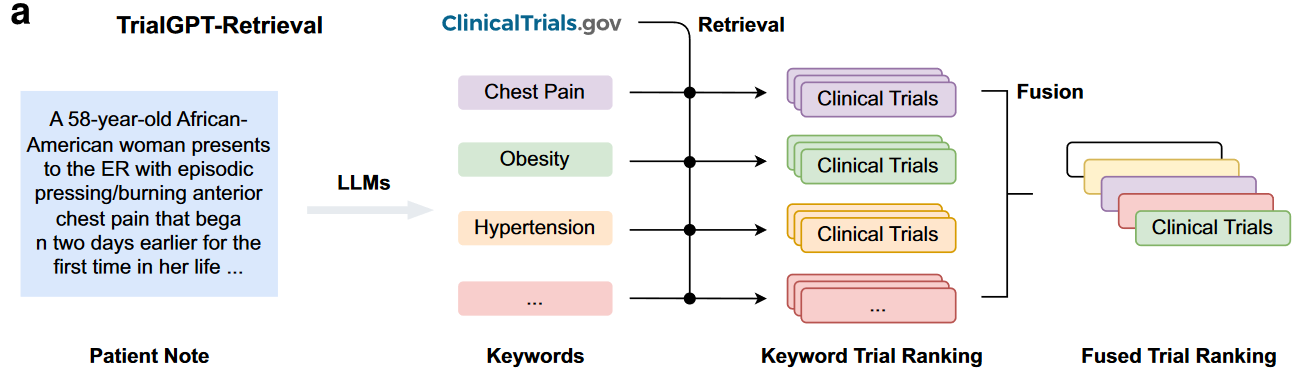 a
TrialGPT-Retrieval
ClinicalTrials.gov
Retrieval
A 58-year-old African-
American woman presents
to the ER with episodic
pressing/burning anterior
chest pain that bega
n two days earlier for the
first time in her life ...
LLMs
Chest Pain
Obesity
Hypertension
...
Clinical Trials
Clinical Trials
Clinical Trials
...
Fusion
Clinical Trials
Patient Note
Keywords
Keyword Trial Ranking
Fused Trial Ranking